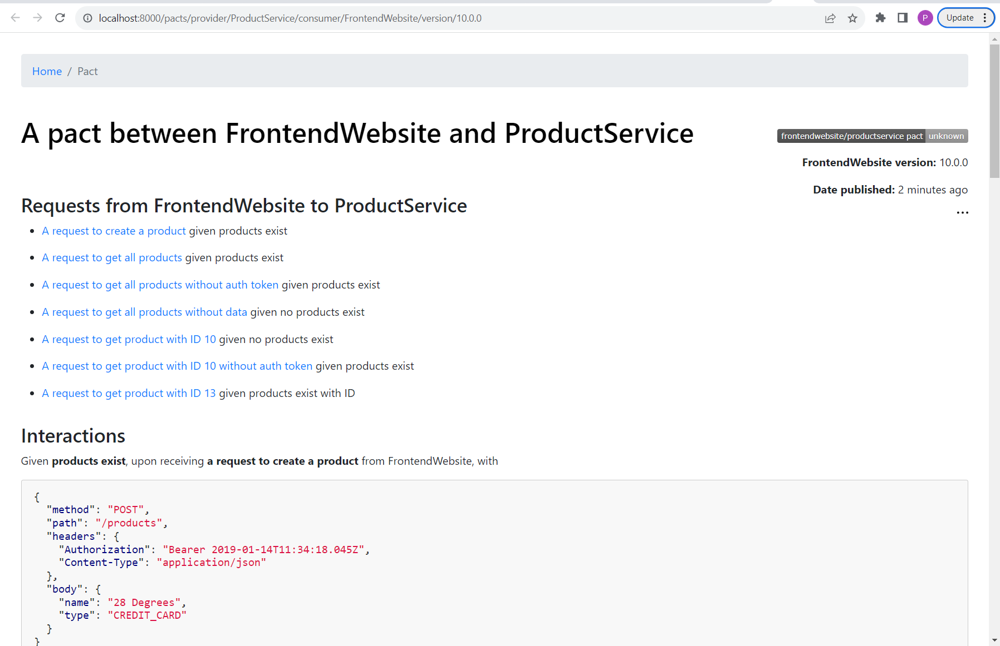 localhost:8000/pacts/provider/ProductService/consumer/FrontendWebsite/version/10.0.0
P
Update
Home / Pact
A pact between FrontendWebsite and ProductService
frontendwebsite/productservice pact unknown
FrontendWebsite version: 10.0.0
Date published: 2 minutes ago
...
Requests from FrontendWebsite to ProductService
• A request to create a product given products exist
• A request to get all products given products exist
• A request to get all products without auth token given products exist
• A request to get all products without data given no products exist
• A request to get product with ID 10 given no products exist
• A request to get product with ID 10 without auth token given products exist
• A request to get product with ID 13 given products exist with ID
Interactions
Given products exist, upon receiving a request to create a product from FrontendWebsite, with
{
  "method": "POST",
  "path": "/products",
  "headers": {
    "Authorization": "Bearer 2019-01-14T11:34:18.045Z",
    "Content-Type": "application/json"
  },
  "body": {
    "name": "28 Degrees",
    "type": "CREDIT_CARD"
  }
}